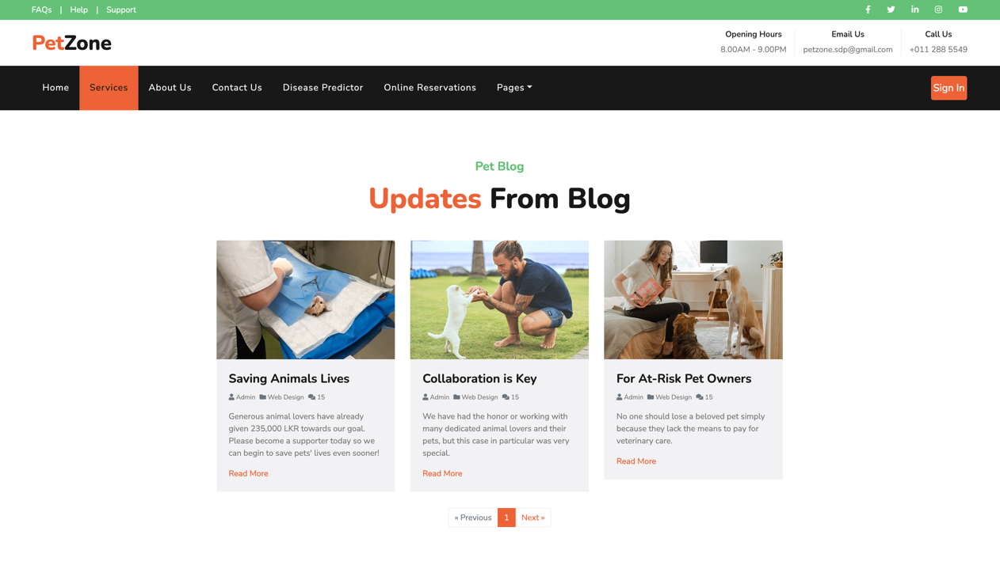 FAQs | Help | Support
PetZone
Opening Hours
8.00AM - 9.00PM
Email Us
petzone.sdp@gmail.com
Call Us
+011 288 5549
Home Services About Us Contact Us Disease Predictor Online Reservations Pages Sign In
Pet Blog
Updates From Blog
Saving Animals Lives
Admin Web Design 15
Generous animal lovers have already
given 235,000 LKR towards our goal.
Please become a supporter today so we
can begin to save pets' lives even sooner!
Read More
Collaboration is Key
Admin Web Design 15
We have had the honor or working with
many dedicated animal lovers and their
pets, but this case in particular was very
special.
Read More
For At-Risk Pet Owners
Admin Web Design 15
No one should lose a beloved pet simply
because they lack the means to pay for
veterinary care.
Read More
« Previous 1 Next »